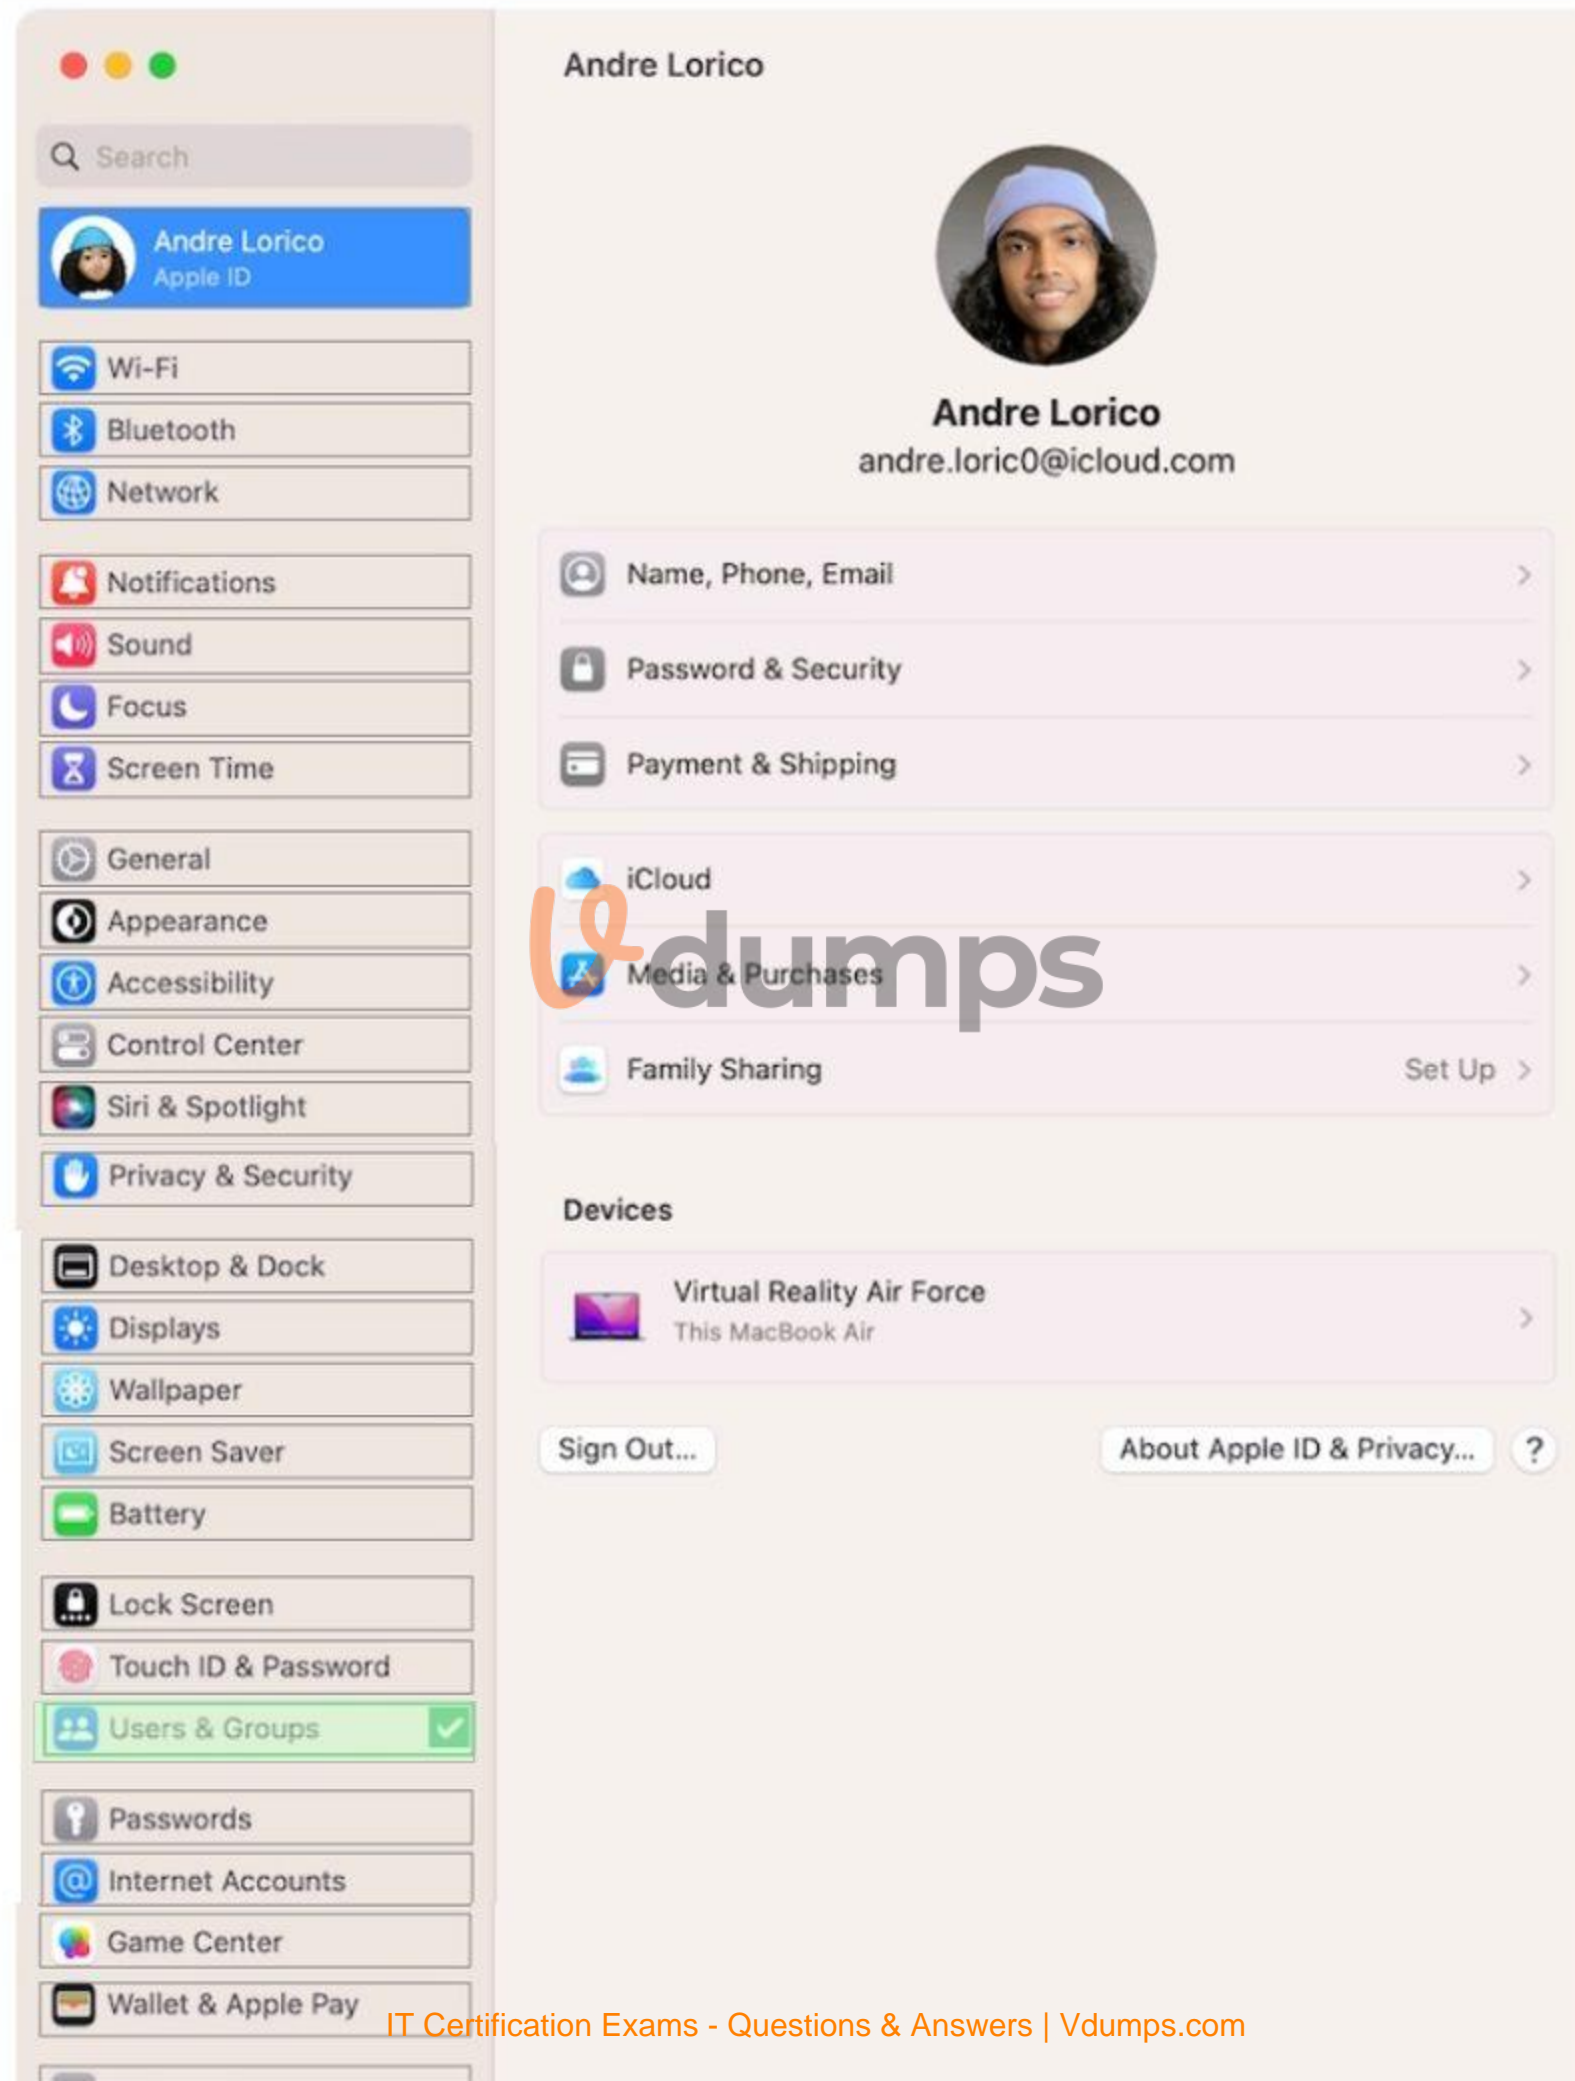 Search
Andre Lorico
Apple ID
Wi-Fi
Bluetooth
Network
Notifications
Sound
Focus
Screen Time
General
Appearance
Accessibility
Control Center
Siri & Spotlight
Privacy & Security
Desktop & Dock
Displays
Wallpaper
Screen Saver
Battery
Lock Screen
Touch ID & Password
Users & Groups
Passwords
Internet Accounts
Game Center
Wallet & Apple Pay
Andre Lorico
Andre Lorico
andre.loric0@icloud.com
Name, Phone, Email
Password & Security
Payment & Shipping
iCloud
Media & Purchases
Vdumps
Family Sharing
Set Up
Devices
Virtual Reality Air Force
This MacBook Air
Sign Out...
About Apple ID & Privacy...
?
IT Certification Exams - Questions & Answers | Vdumps.com